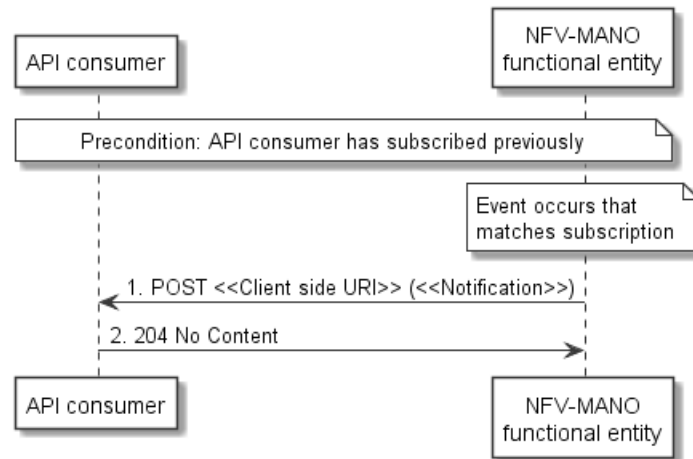 API consumer
NFV-MANO
functional entity
Precondition: API consumer has subscribed previously
Event occurs that
matches subscription
1. POST <<Client side URI>> (<<Notification>>)
2. 204 No Content
API consumer
NFV-MANO
functional entity